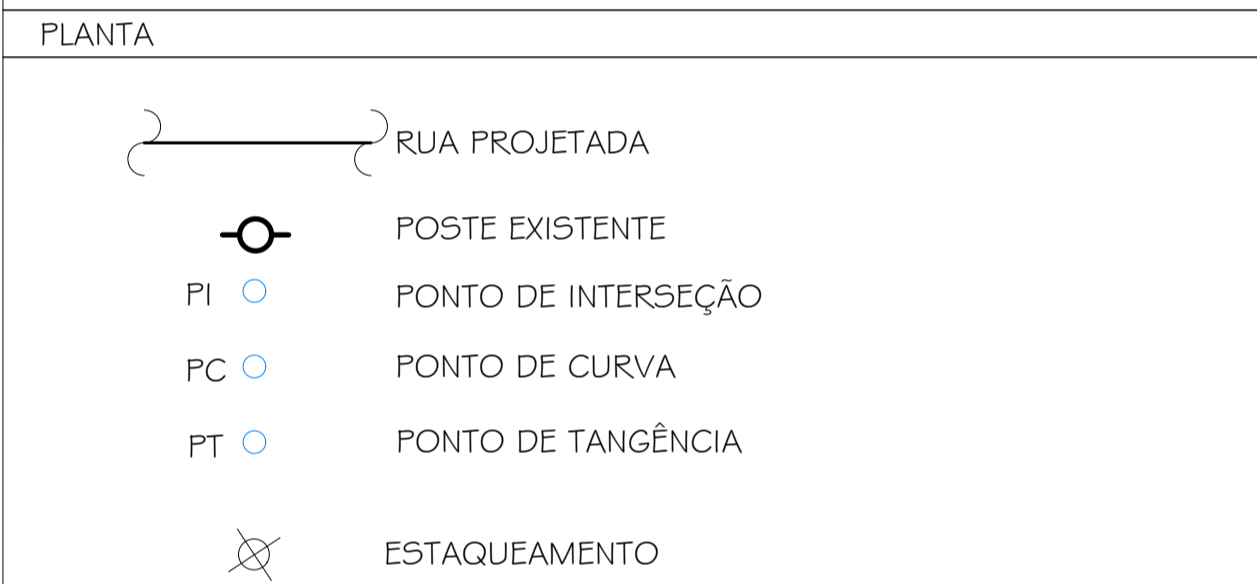 PLANTA
RUA PROJETADA
POSTE EXISTENTE
PI PONTO DE INTERSEÇÃO
PC PONTO DE CURVA
PT PONTO DE TANGÊNCIA
ESTAQUEAMENTO